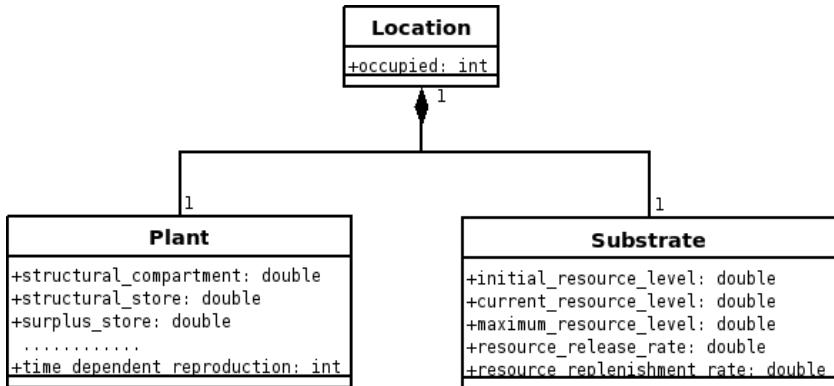 Location
+occupied: int
1
1
1
Plant
+structural_compartment: double
+structural_store: double
+surplus_store: double
............
+time_dependent_reproduction: int
Substrate
+initial_resource_level: double
+current_resource_level: double
+maximum_resource_level: double
+resource_release_rate: double
+resource_replenishment_rate: double